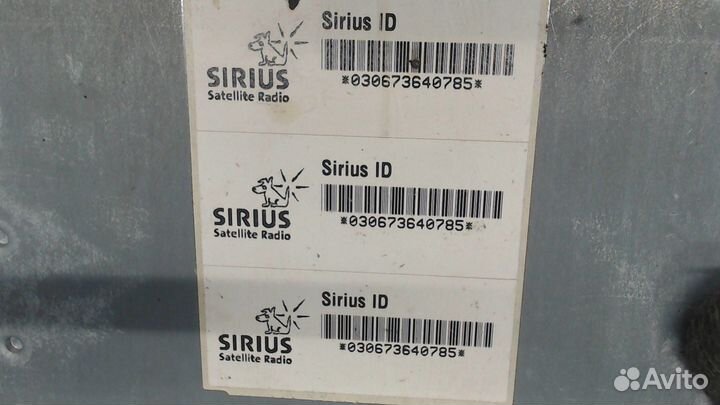 Sirius ID
SIRIUS
Satellite Radio
*030673640785*
Sirius ID
SIRIUS
Satellite Radio
*030673640785*
Sirius ID
SIRIUS
Satellite Radio
*030673640785*
Avito